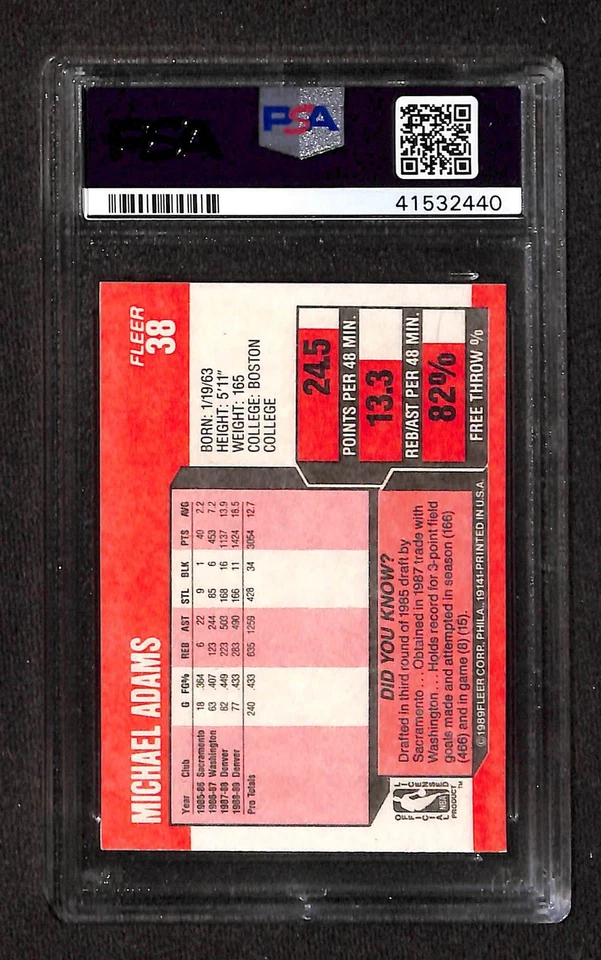 PSA
PSA
41532440
MICHAEL ADAMS
FLEER
38
Year Club G FG% REB AST STL BLK PTS AVG
1985-86 Sacramento 18 .364 6 22 9 1 40 2.2
1986-87 Washington 63 .407 123 244 85 6 453 7.2
1987-88 Denver 82 .449 223 503 168 16 1137 13.9
1988-89 Denver 77 .433 283 490 166 11 1424 18.5
Pro Totals 240 .433 635 1259 428 34 3054 12.7
BORN: 1/19/63
HEIGHT: 5'11"
WEIGHT: 165
COLLEGE: BOSTON
COLLEGE
24.5
POINTS PER 48 MIN.
13.3
REB/AST PER 48 MIN.
82%
FREE THROW %
DID YOU KNOW?
Drafted in third round of 1985 draft by
Sacramento ... Obtained in 1987 trade with
Washington ... Holds record for 3-point field
goals made and attempted in season (166)
(466) and in game (8) (15).
OFFICIAL LICENSED
NBA
PRODUCT™
©1989FLEER CORP. PHILA., 19141-PRINTED IN U.S.A.